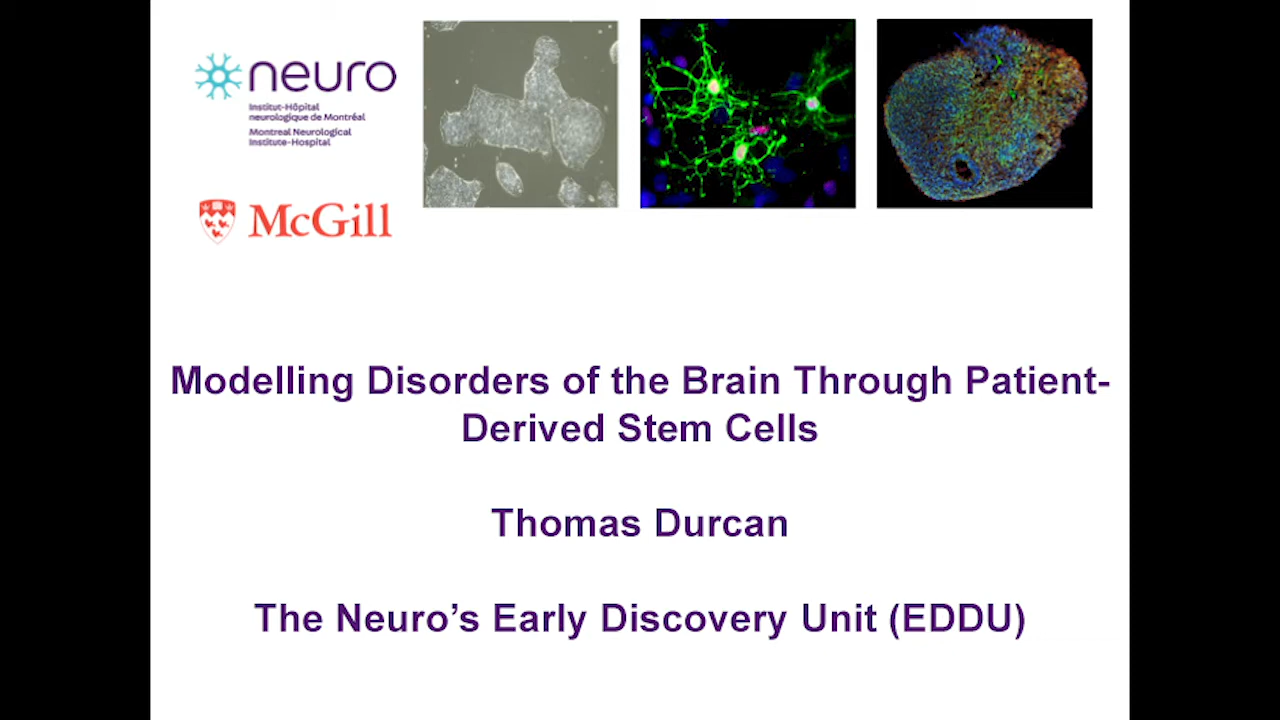 neuro
Institut-Hôpital
neurologique de Montréal
Montreal Neurological
Institute-Hospital
McGill
Modelling Disorders of the Brain Through Patient-
Derived Stem Cells
Thomas Durcan
The Neuro’s Early Discovery Unit (EDDU)